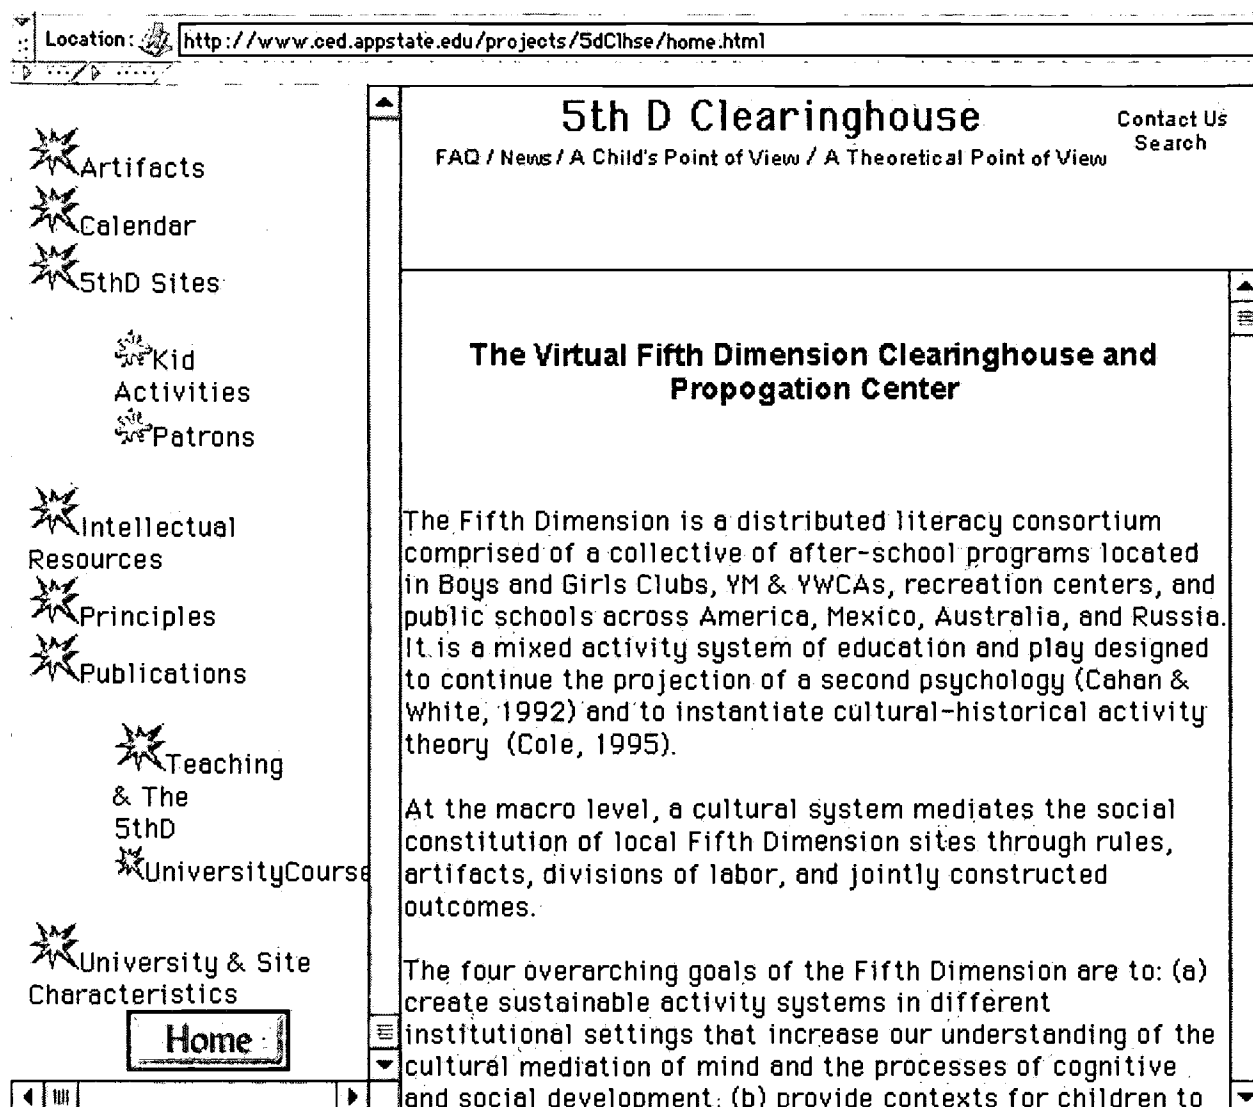 Location: http://www.ced.appstate.edu/projects/5dClhse/home.html
Artifacts
Calendar
5thD Sites
Kid
Activities
Patrons
Intellectual
Resources
Principles
Publications
Teaching
& The
5thD
UniversityCourse
University & Site
Characteristics
Home
5th D Clearinghouse
Contact Us
Search
FAQ / News / A Child's Point of View / A Theoretical Point of View
The Virtual Fifth Dimension Clearinghouse and
Propogation Center
The Fifth Dimension is a distributed literacy consortium
comprised of a collective of after-school programs located
in Boys and Girls Clubs, YM & YWCAs, recreation centers, and
public schools across America, Mexico, Australia, and Russia.
It is a mixed activity system of education and play designed
to continue the projection of a second psychology (Cahan &
White, 1992) and to instantiate cultural-historical activity
theory (Cole, 1995).
At the macro level, a cultural system mediates the social
constitution of local Fifth Dimension sites through rules,
artifacts, divisions of labor, and jointly constructed
outcomes.
The four overarching goals of the Fifth Dimension are to: (a)
create sustainable activity systems in different
institutional settings that increase our understanding of the
cultural mediation of mind and the processes of cognitive
and social development; (b) provide contexts for children to